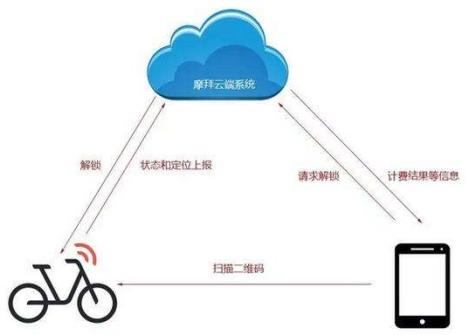 摩拜云端系统
解锁
状态和定位上报
请求解锁
计费结果等信息
扫描二维码